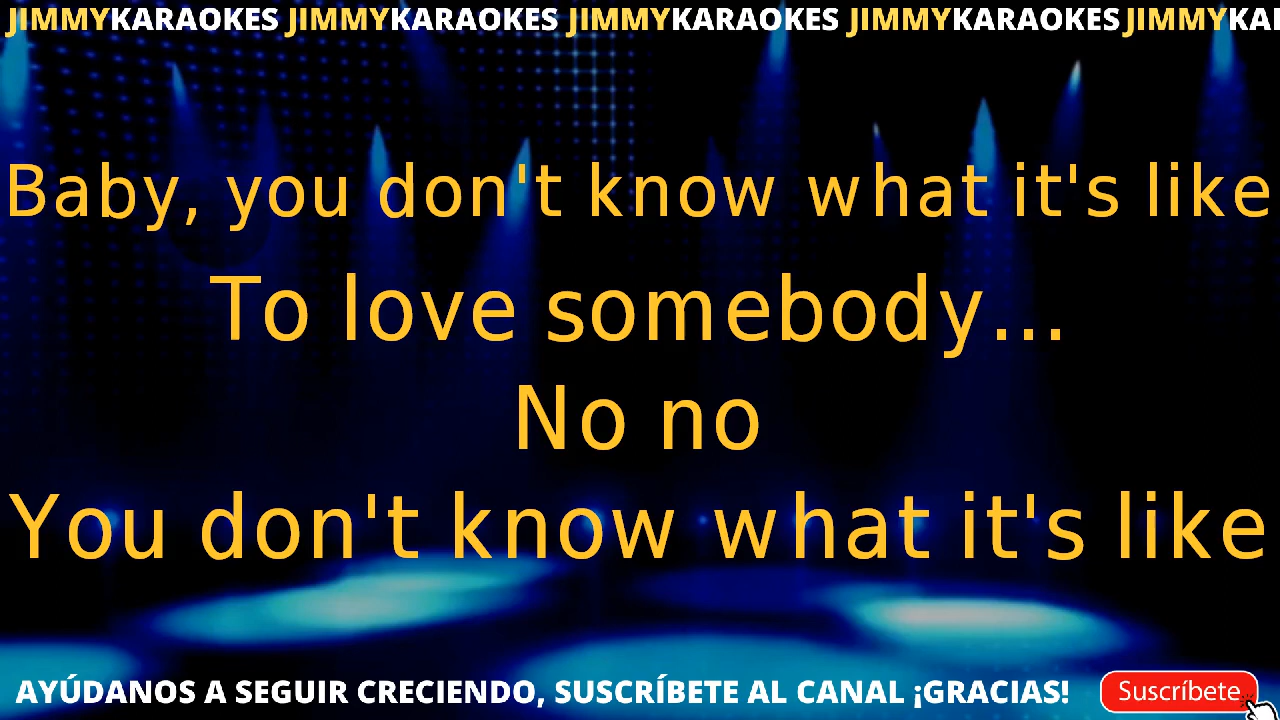 JIMMYKARAOKES JIMMYKARAOKES JIMMYKARAOKES JIMMYKARAOKES JIMMYKA
Baby, you don't know what it's like
To love somebody...
No no
You don't know what it's like
AYÚDANOS A SEGUIR CRECIENDO, SUSCRÍBETE AL CANAL ¡GRACIAS! Suscríbete